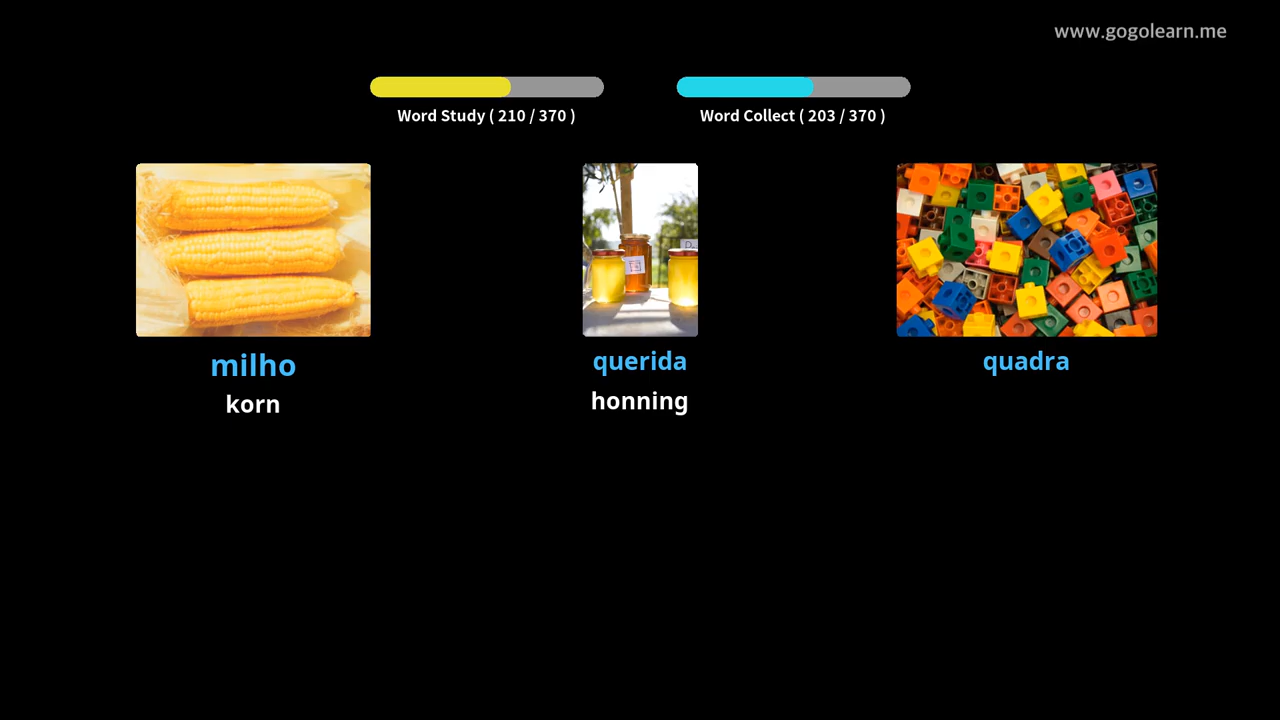 www.gogolearn.me
Word Study ( 210 / 370 )
Word Collect ( 203 / 370 )
milho
korn
querida
honning
quadra